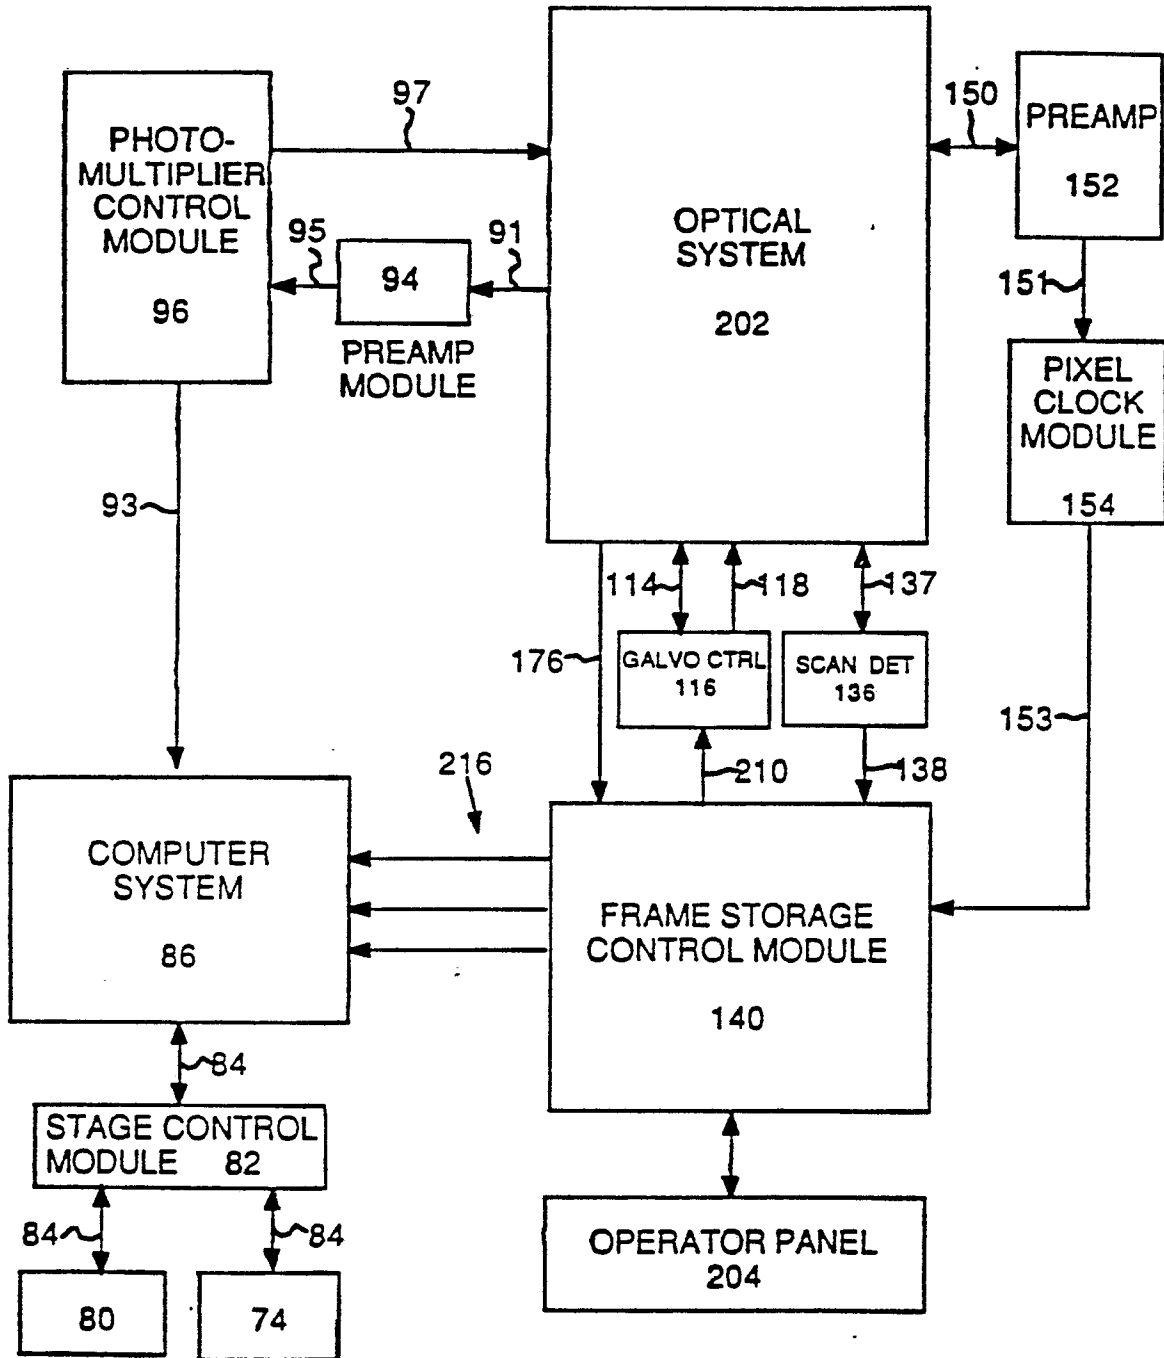 97
150
PREAMP
152
PHOTO-
MULTIPLIER
CONTROL
MODULE
96
95
94
91
PREAMP
MODULE
OPTICAL
SYSTEM
202
151
PIXEL
CLOCK
MODULE
154
93
114
118
137
176
GALVO CTRL
116
SCAN DET
136
153
216
210
138
COMPUTER
SYSTEM
86
FRAME STORAGE
CONTROL MODULE
140
84
STAGE CONTROL
MODULE 82
84
84
80
74
OPERATOR PANEL
204